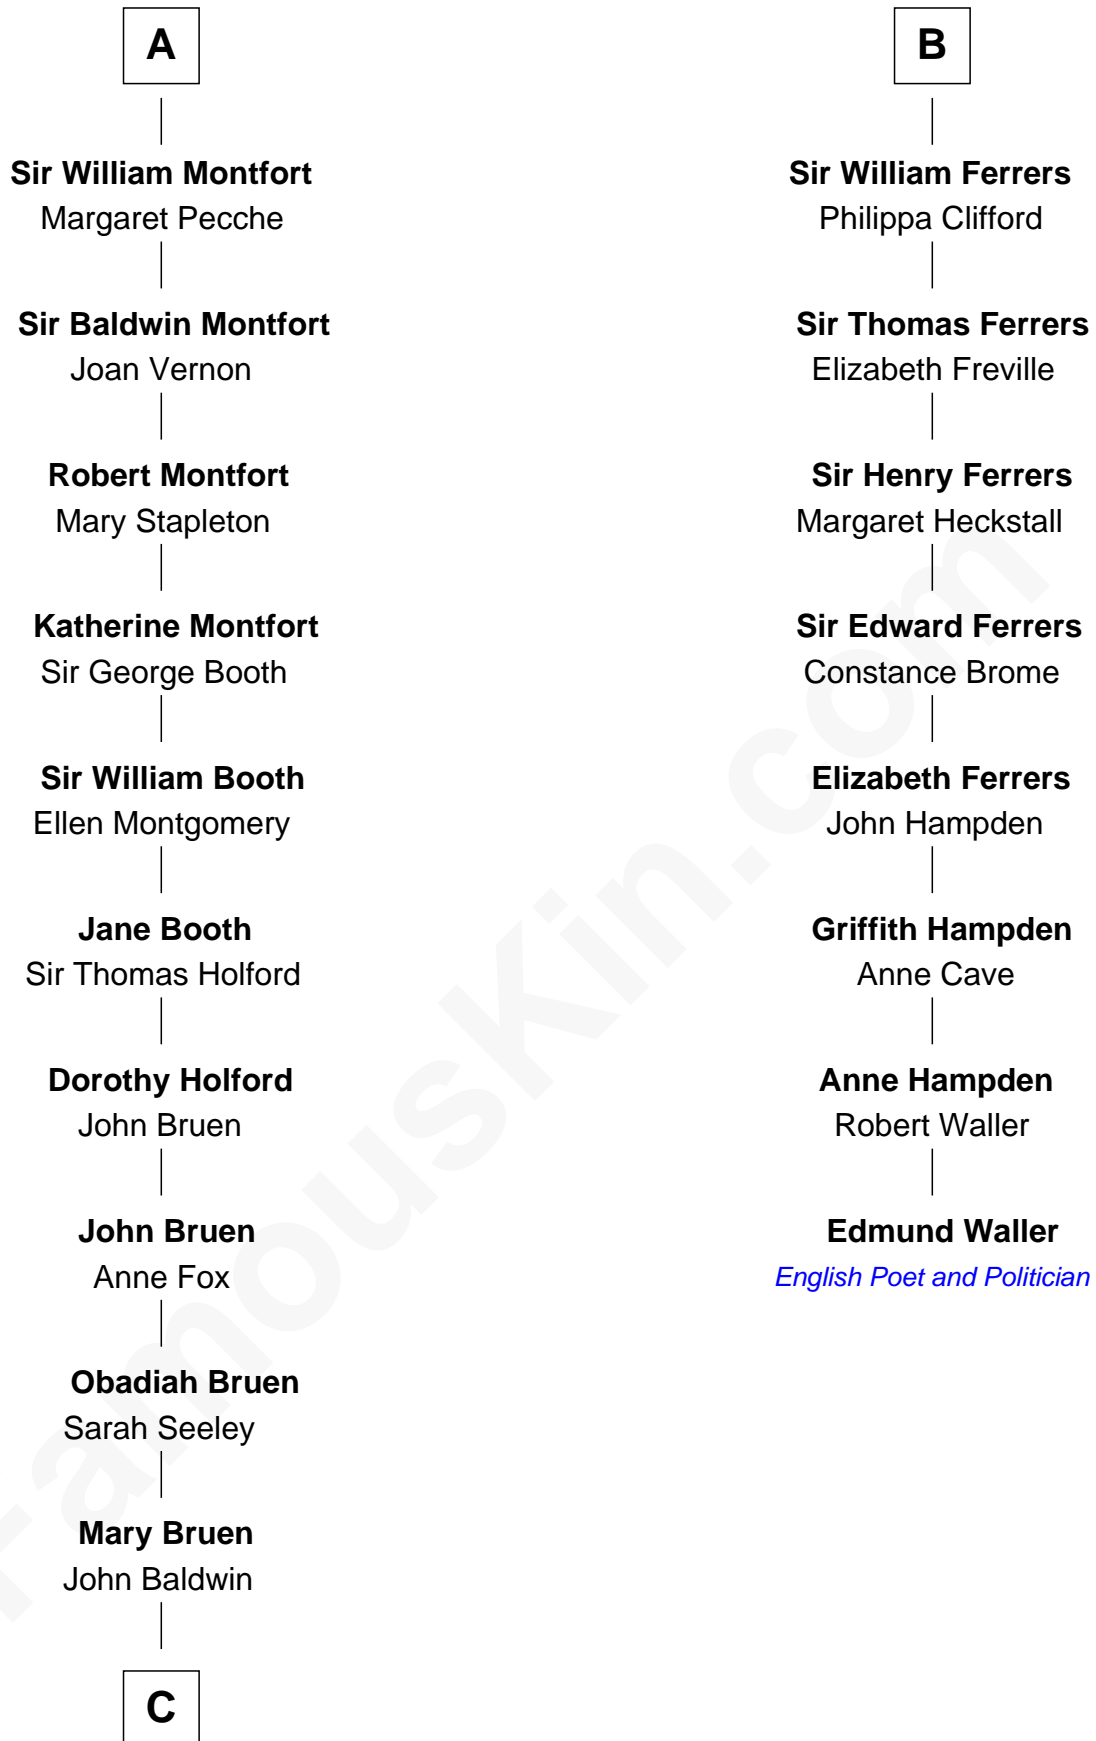 A
Sir William Montfort
Margaret Pecche
Sir Baldwin Montfort
Joan Vernon
Robert Montfort
Mary Stapleton
Katherine Montfort
Sir George Booth
Sir William Booth
Ellen Montgomery
Jane Booth
Sir Thomas Holford
Dorothy Holford
John Bruen
John Bruen
Anne Fox
Obadiah Bruen
Sarah Seeley
Mary Bruen
John Baldwin
C
B
Sir William Ferrers
Philippa Clifford
Sir Thomas Ferrers
Elizabeth Freville
Sir Henry Ferrers
Margaret Heckstall
Sir Edward Ferrers
Constance Brome
Elizabeth Ferrers
John Hampden
Griffith Hampden
Anne Cave
Anne Hampden
Robert Waller
Edmund Waller
English Poet and Politician
FamousKin.com